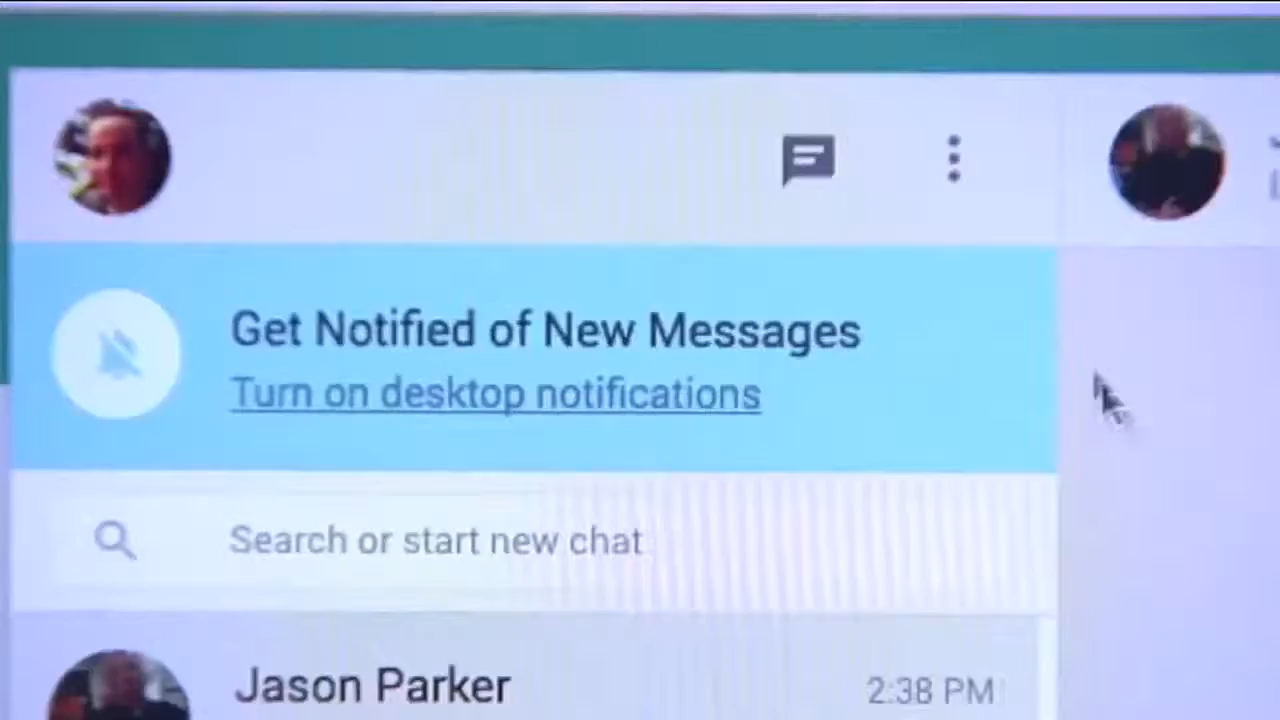 Get Notified of New Messages
Turn on desktop notifications
Search or start new chat
Jason Parker
2:38 PM